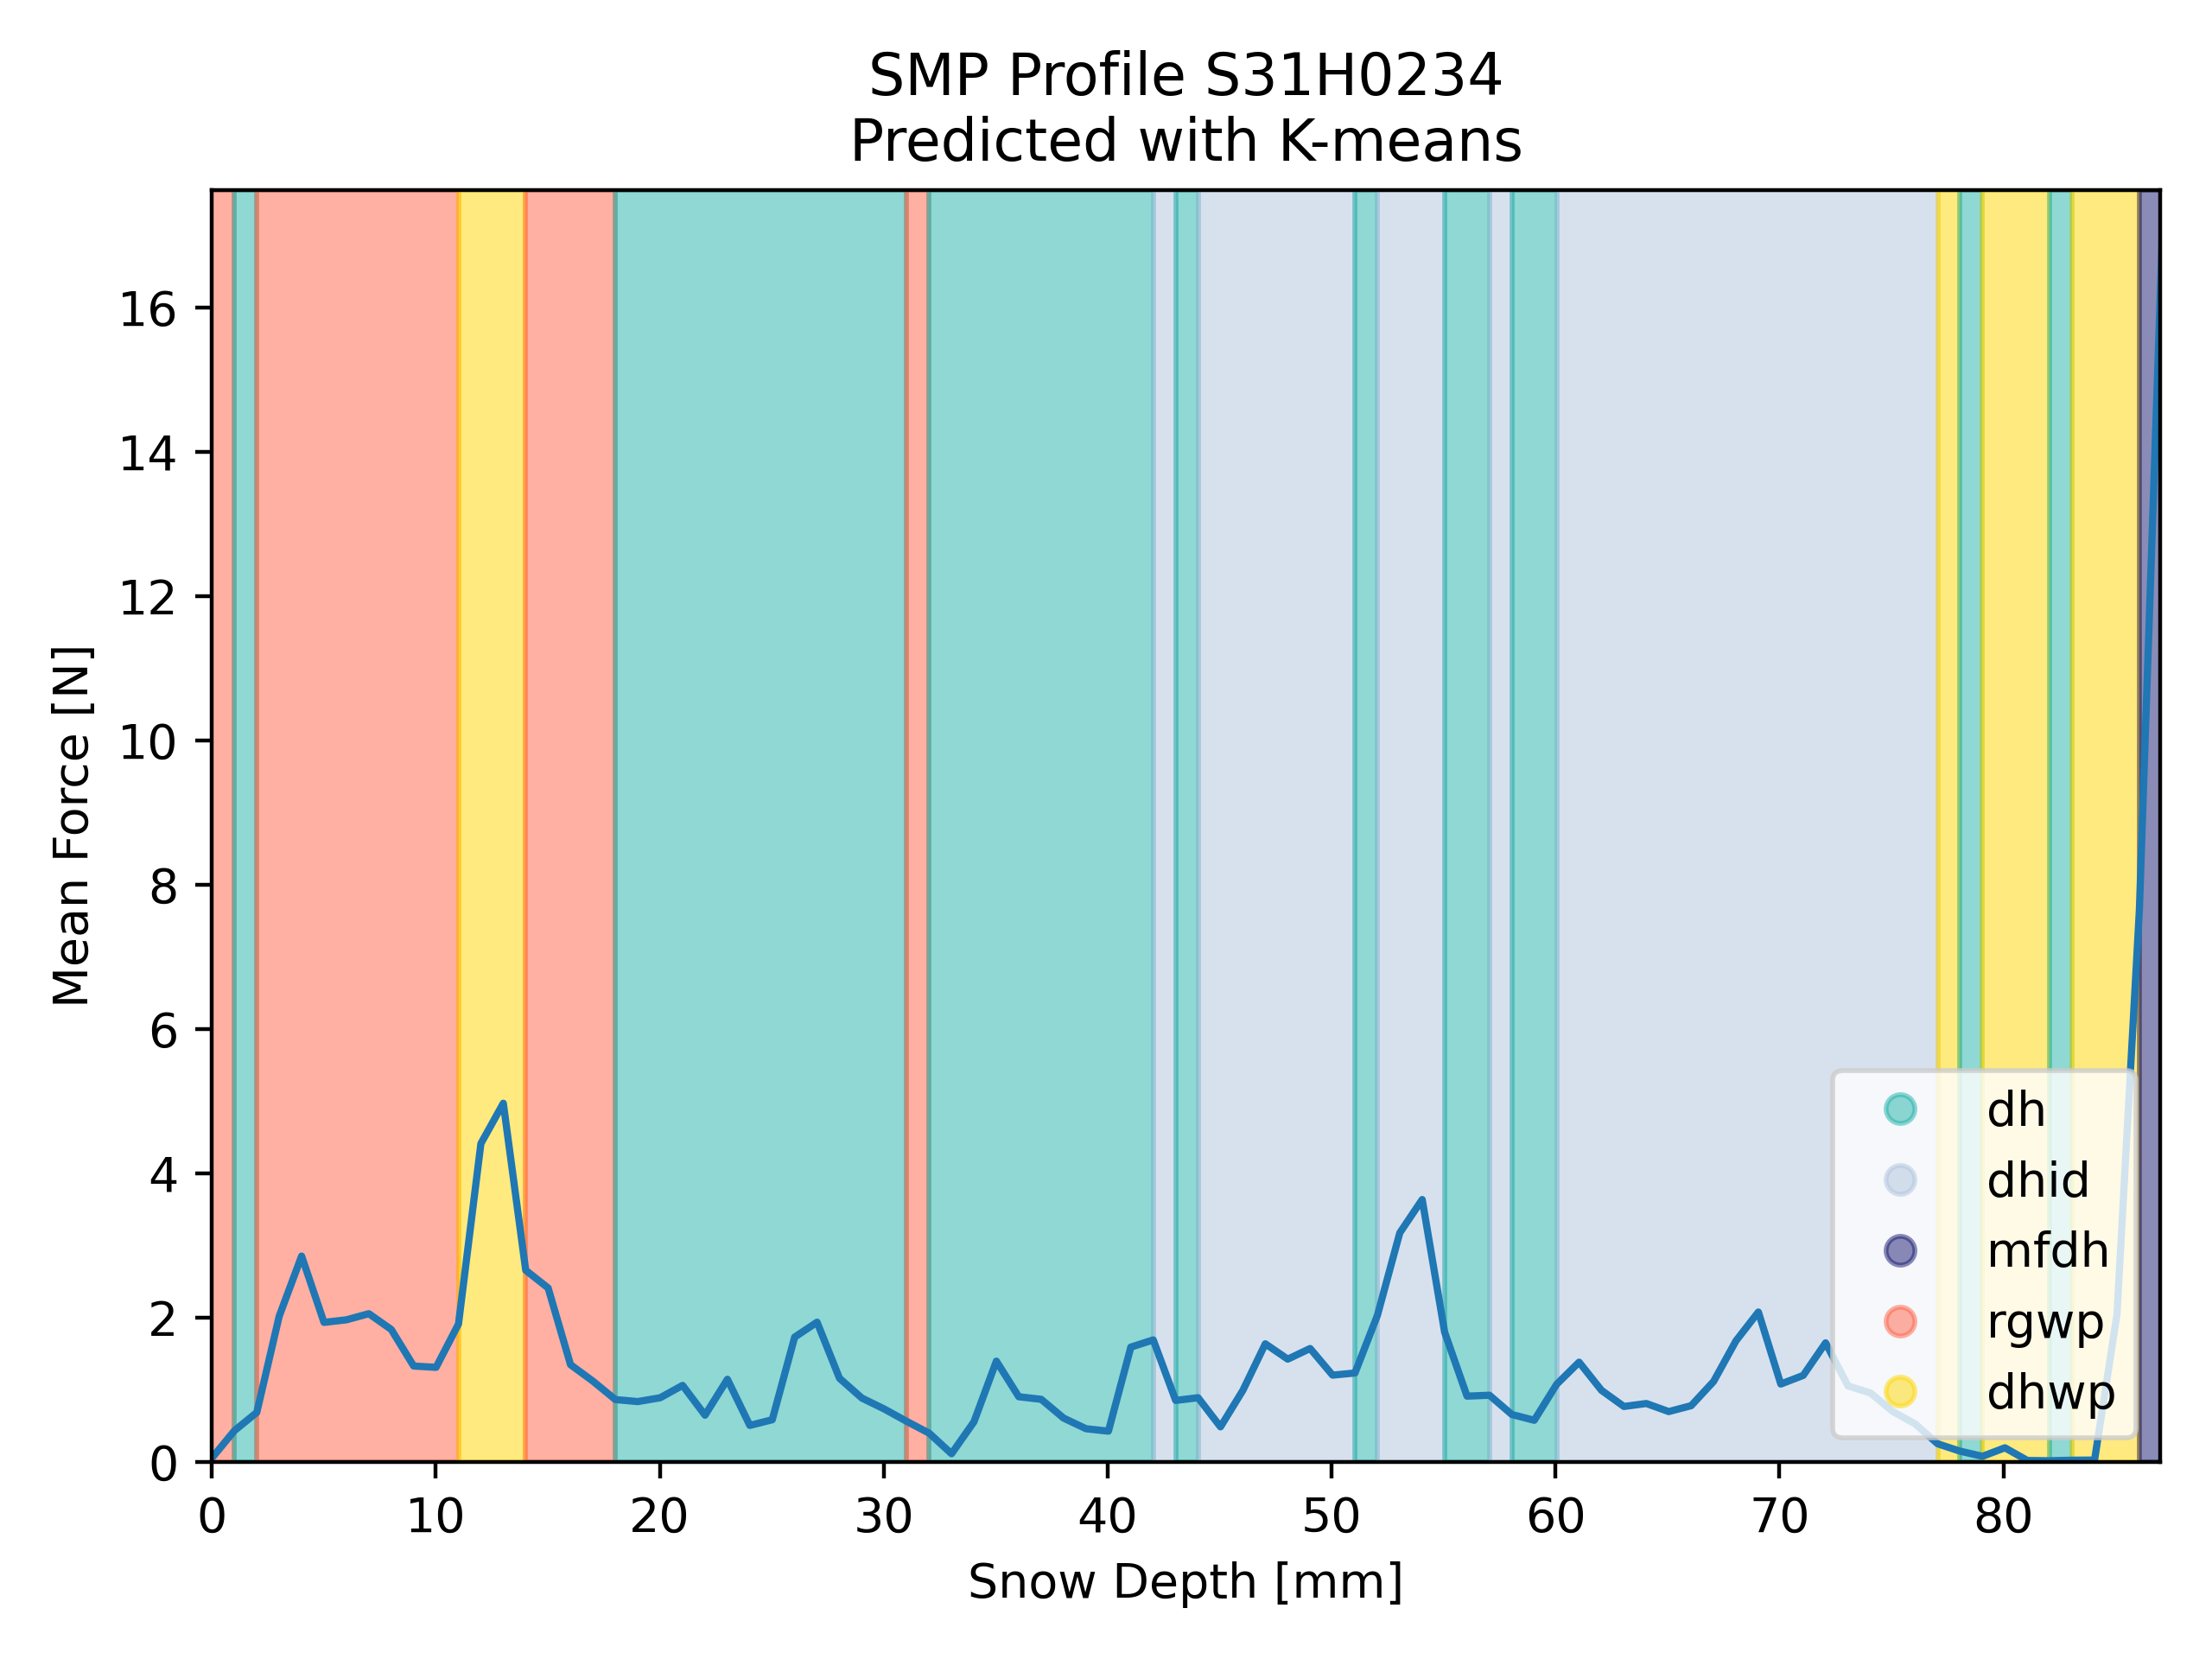 SMP Profile S31H0234
Predicted with K-means
Mean Force [N]
16
14
12
10
8
6
4
2
0
0 10 20 30 40 50 60 70 80
Snow Depth [mm]
dh
dhid
mfdh
rgwp
dhwp